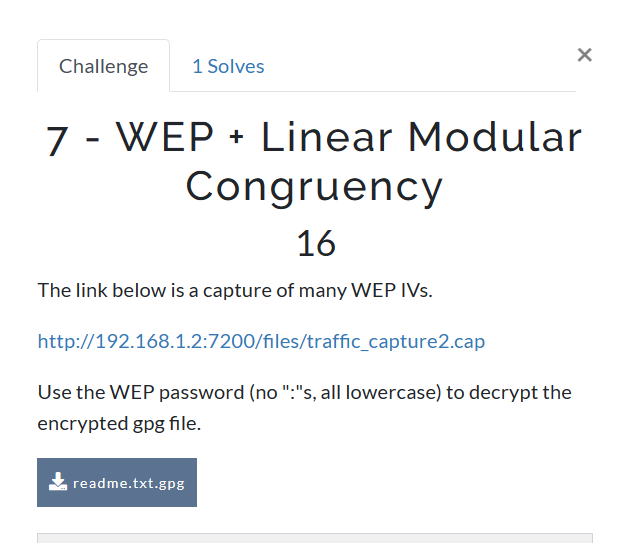 Challenge
1 Solves
×
7 - WEP + Linear Modular
Congruency
16
The link below is a capture of many WEP IVs.
http://192.168.1.2:7200/files/traffic_capture2.cap
Use the WEP password (no ":"s, all lowercase) to decrypt the
encrypted gpg file.
readme.txt.gpg